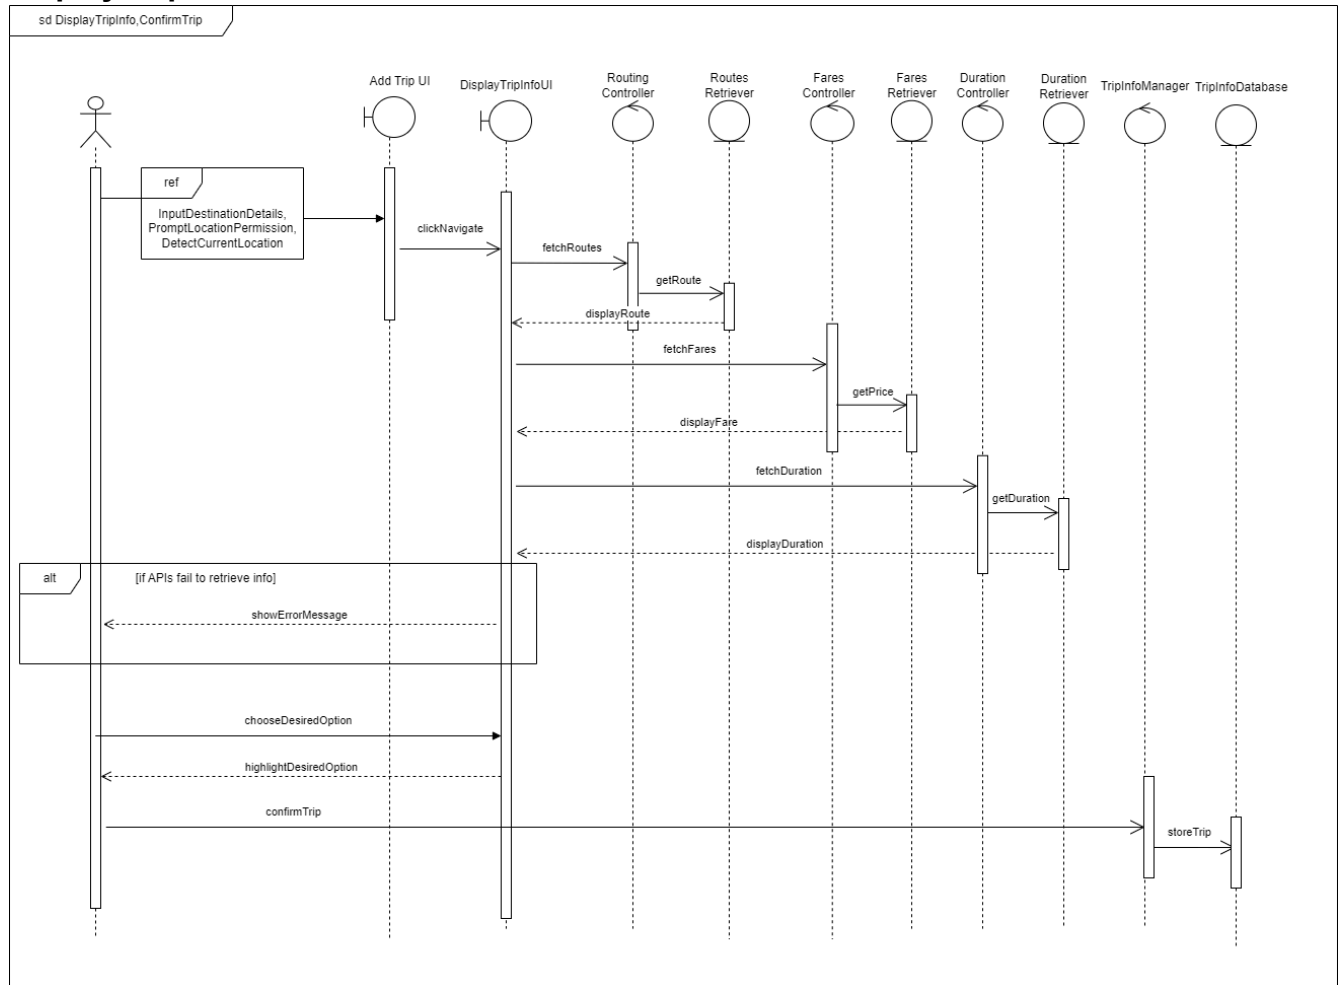 sd DisplayTripInfo,ConfirmTrip
Add Trip UI
DisplayTripInfoUI
Routing
Controller
Routes
Retriever
Fares
Controller
Fares
Retriever
Duration
Controller
Duration
Retriever
TripInfoManager
TripInfoDatabase
ref
InputDestinationDetails,
PromptLocationPermission,
DetectCurrentLocation
clickNavigate
fetchRoutes
getRoute
displayRoute
fetchFares
getPrice
displayFare
fetchDuration
getDuration
displayDuration
alt
[if APIs fail to retrieve info]
showErrorMessage
chooseDesiredOption
highlightDesiredOption
confirmTrip
storeTrip